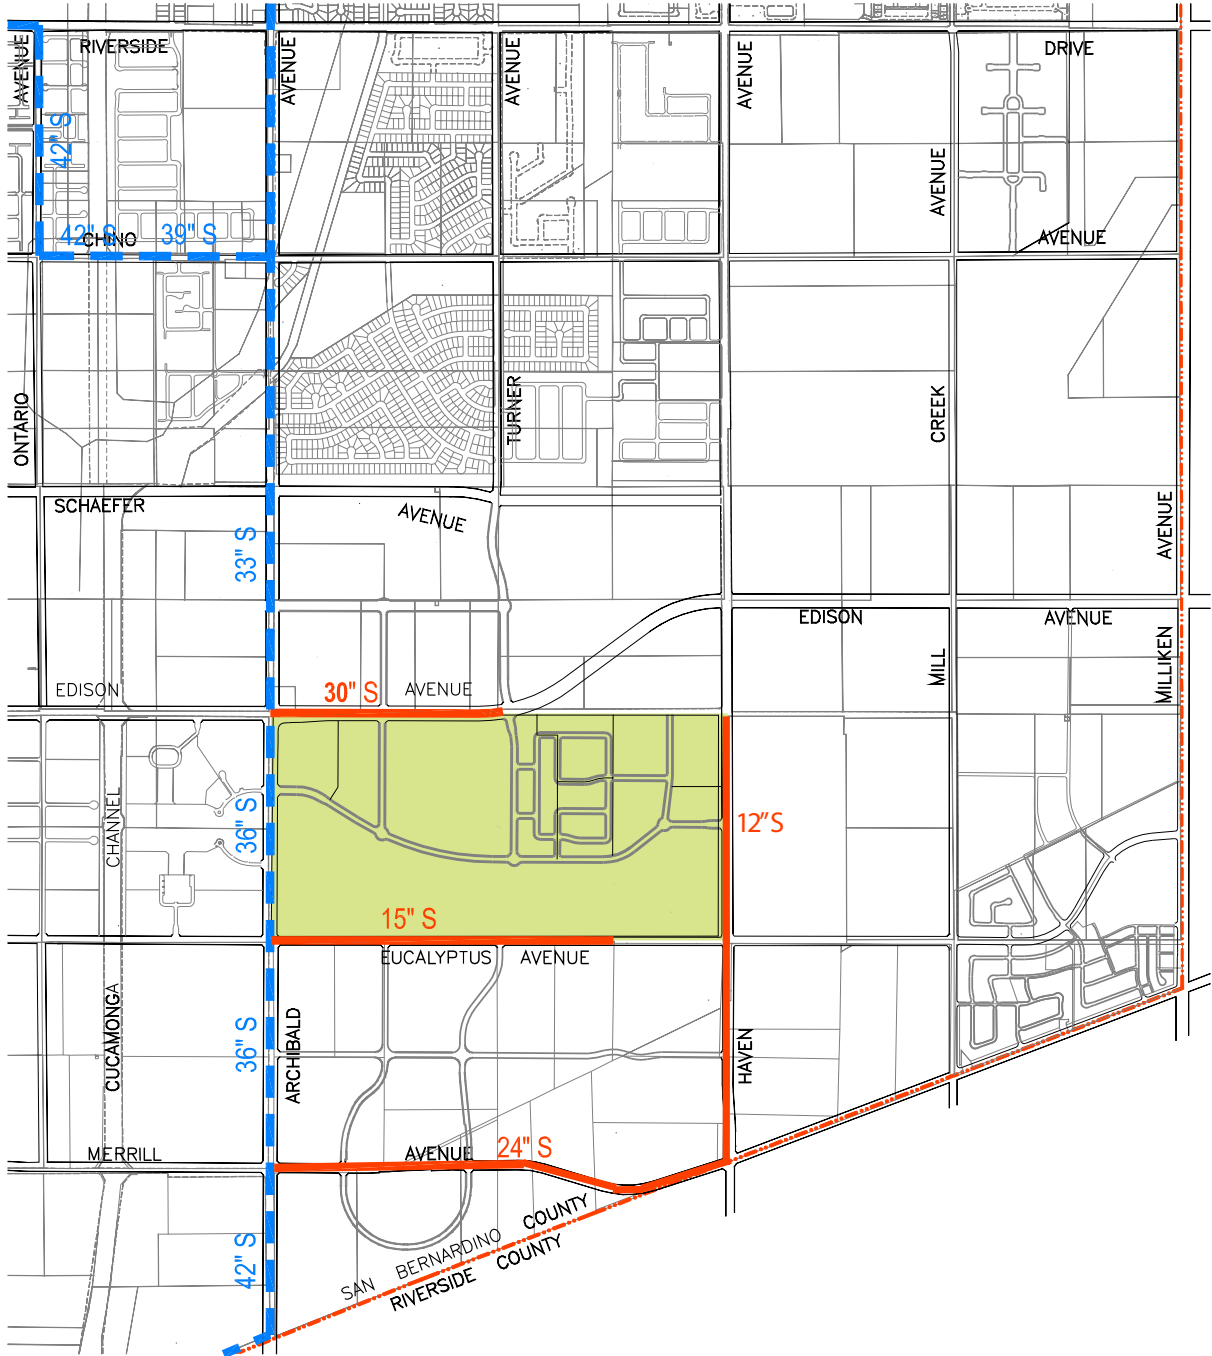 RIVERSIDE
DRIVE
AVENUE
AVENUE
AVENUE
AVENUE
42" S
AVENUE
42" S
CHINO
39" S
AVENUE
ONTARIO
TURNER
CREEK
SCHAEFER
AVENUE
AVENUE
33" S
EDISON
AVENUE
MILL
MILLIKEN
EDISON
30" S
AVENUE
CHANNEL
36" S
12" S
15" S
EUCALYPTUS AVENUE
CUCAMONGA
36" S
ARCHIBALD
HAVEN
MERRILL
AVENUE
24" S
42" S
SAN BERNARDINO COUNTY
RIVERSIDE COUNTY